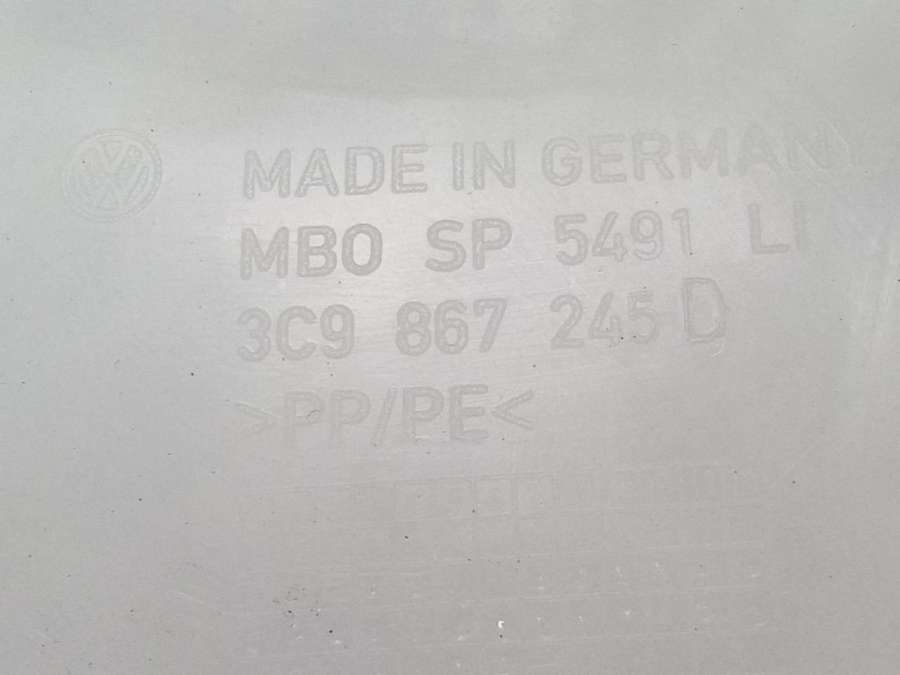 MADE IN GERMAN
MBO SP 5491 LI
3C9 867 245 D
>PP/PE<